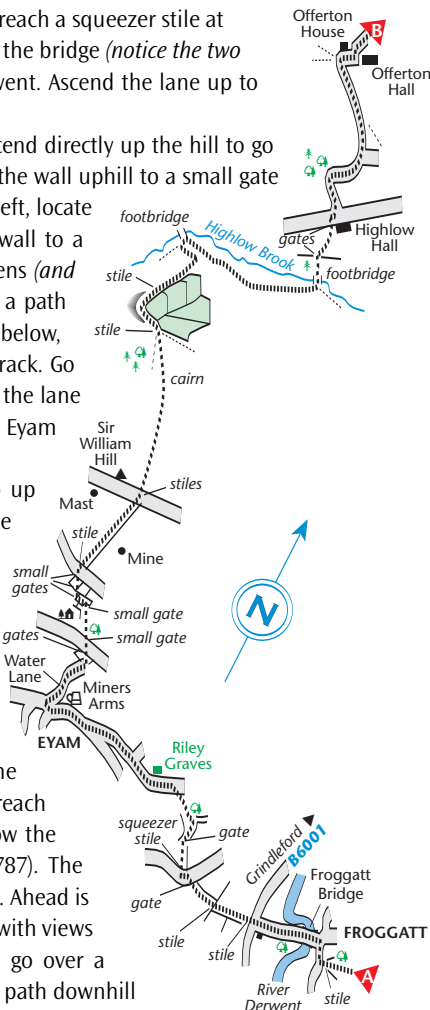 reach a squeezer stile at
the bridge (notice the two
vent. Ascend the lane up to
tend directly up the hill to go
the wall uphill to a small gate
eft, locate
wall to a
ens (and
a path
below,
rack. Go
the lane
Eyam
up
e
ne
reach
ow the
787). The
. Ahead is
with views
go over a
path downhill
Offerton
House
B
Offerton
Hall
gates
Highlow
Hall
footbridge
Highlow Brook
footbridge
stile
stile
cairn
Sir
William
Hill
stiles
Mast
stile
Mine
small
gates
small gate
gates
small gate
Water
Lane
Miners
Arms
EYAM
N
Riley
Graves
squeezer
stile
gate
gate
stile
stile
Grindleford
B6001
Froggatt
Bridge
FROGGATT
River
Derwent
stile
A